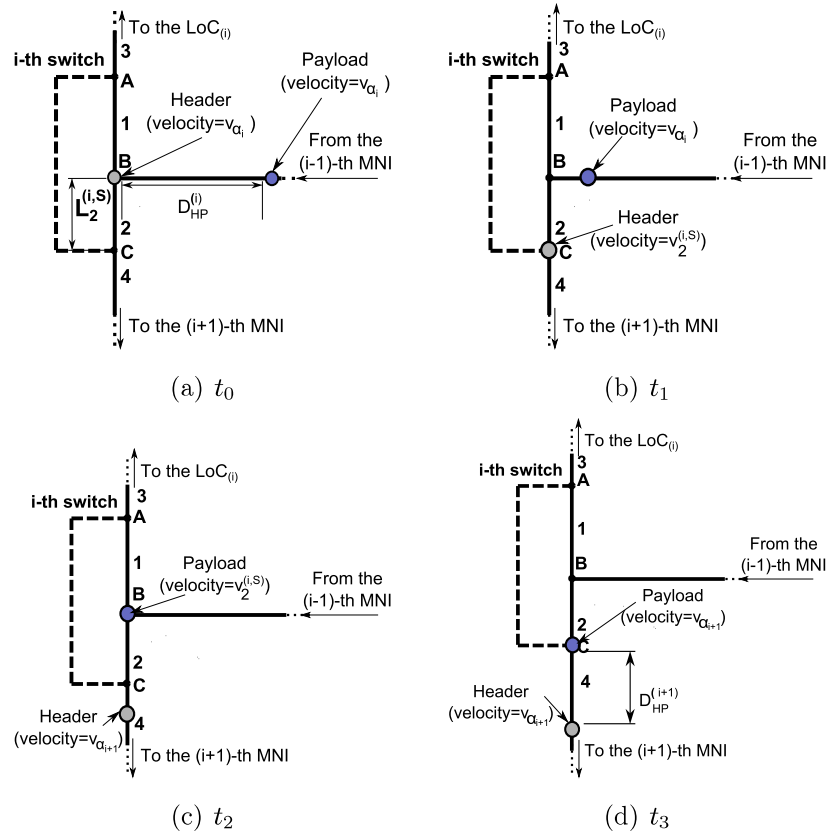 To the LoC(i)
3
i-th switch
A
Payload
(velocity=vαi)
Header
(velocity=vαi)
1
From the
(i-1)-th MNI
B
L2(i,S)
DHP(i)
2
C
4
To the (i+1)-th MNI
(a) t0
To the LoC(i)
3
i-th switch
A
Payload
(velocity=vαi)
1
From the
(i-1)-th MNI
B
2
Header
(velocity=v2(i,S))
C
4
To the (i+1)-th MNI
(b) t1
To the LoC(i)
3
i-th switch
A
1
Payload
(velocity=v2(i,S))
From the
(i-1)-th MNI
B
2
C
Header
(velocity=vαi+1)
4
To the (i+1)-th MNI
(c) t2
To the LoC(i)
3
i-th switch
A
1
From the
(i-1)-th MNI
B
Payload
(velocity=vαi+1)
2
C
4
DHP(i+1)
Header
(velocity=vαi+1)
To the (i+1)-th MNI
(d) t3